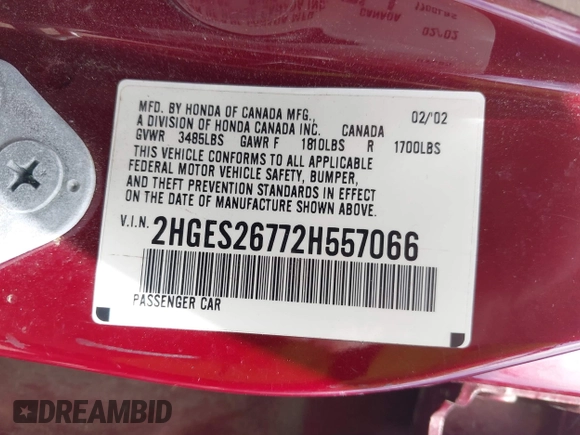 MFD. BY HONDA OF CANADA MFG., 02/'02
A DIVISION OF HONDA CANADA INC. CANADA
GVWR 3485LBS GAWR F 1810LBS R 1700LBS
THIS VEHICLE CONFORMS TO ALL APPLICABLE
FEDERAL MOTOR VEHICLE SAFETY, BUMPER,
AND THEFT PREVENTION STANDARDS IN EFFECT
ON THE DATE OF MANUFACTURE SHOWN ABOVE.
V.I.N. 2HGES26772H557066
PASSENGER CAR
DREAMBID